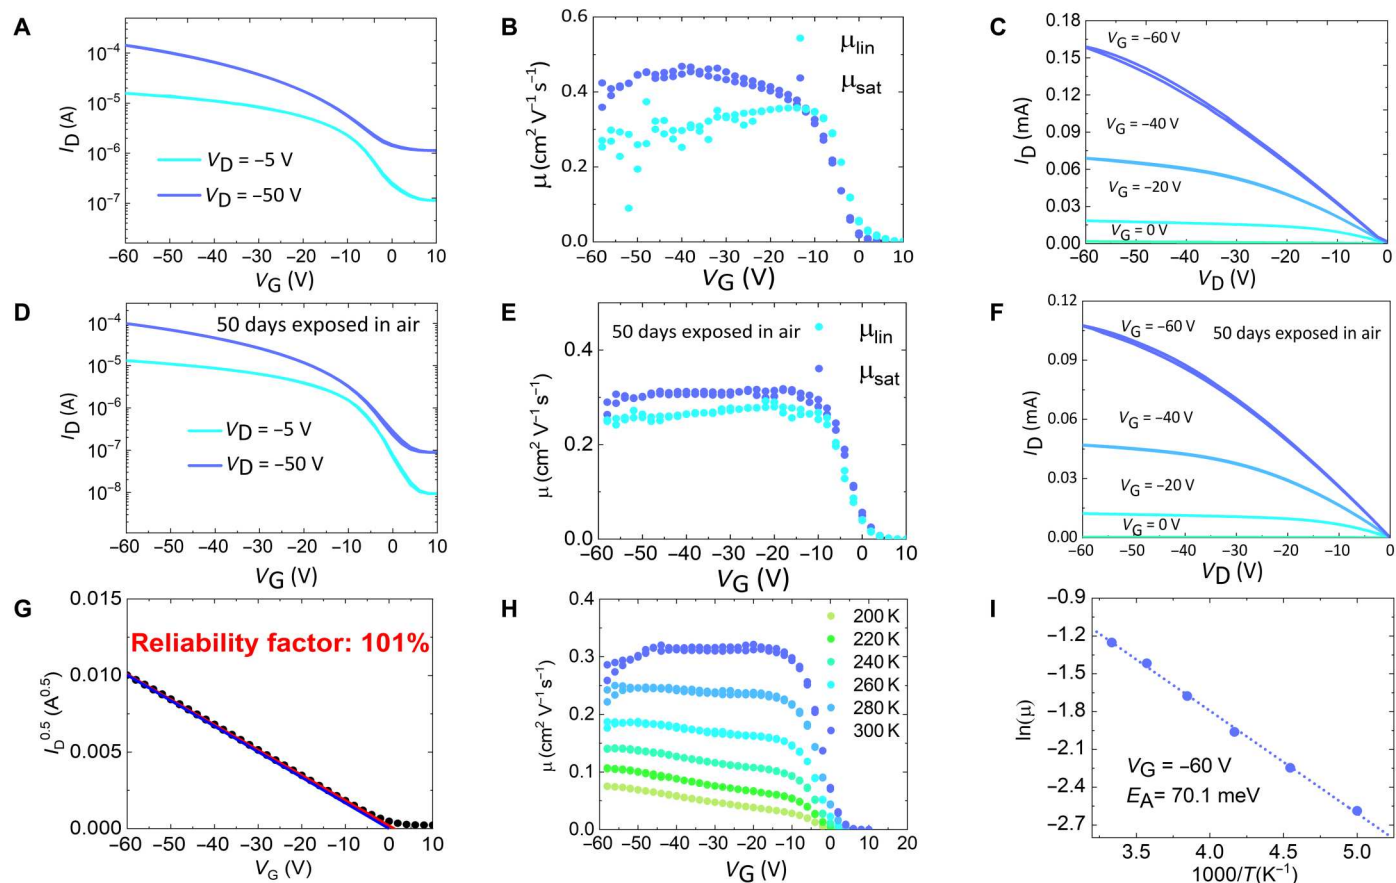 A
10⁻⁴
10⁻⁵
10⁻⁶
10⁻⁷
I_D (A)
V_D = −5 V
V_D = −50 V
−60 −50 −40 −30 −20 −10 0 10
V_G (V)
B
0.6
0.4
0.2
0.0
μ (cm² V⁻¹ s⁻¹)
μ_lin
μ_sat
−60 −50 −40 −30 −20 −10 0 10
V_G (V)
C
0.18
0.15
0.12
0.09
0.06
0.03
0.00
I_D (mA)
V_G = −60 V
V_G = −40 V
V_G = −20 V
V_G = 0 V
−60 −50 −40 −30 −20 −10 0
V_D (V)
D
10⁻⁴
10⁻⁵
10⁻⁶
10⁻⁷
10⁻⁸
I_D (A)
50 days exposed in air
V_D = −5 V
V_D = −50 V
−60 −50 −40 −30 −20 −10 0 10
V_G (V)
E
0.4
0.2
0.0
μ (cm² V⁻¹ s⁻¹)
50 days exposed in air
μ_lin
μ_sat
−60 −50 −40 −30 −20 −10 0 10
V_G (V)
F
0.12
0.09
0.06
0.03
0.00
I_D (mA)
V_G = −60 V
50 days exposed in air
V_G = −40 V
V_G = −20 V
V_G = 0 V
−60 −50 −40 −30 −20 −10 0
V_D (V)
G
0.015
0.010
0.005
0.000
I_D^0.5 (A^0.5)
Reliability factor: 101%
−60 −50 −40 −30 −20 −10 0 10
V_G (V)
H
0.4
0.3
0.2
0.1
0.0
μ (cm² V⁻¹ s⁻¹)
200 K
220 K
240 K
260 K
280 K
300 K
−60 −50 −40 −30 −20 −10 0 10 20
V_G (V)
I
−0.9
−1.2
−1.5
−1.8
−2.1
−2.4
−2.7
ln(μ)
V_G = −60 V
E_A = 70.1 meV
3.5 4.0 4.5 5.0
1000/T(K⁻¹)